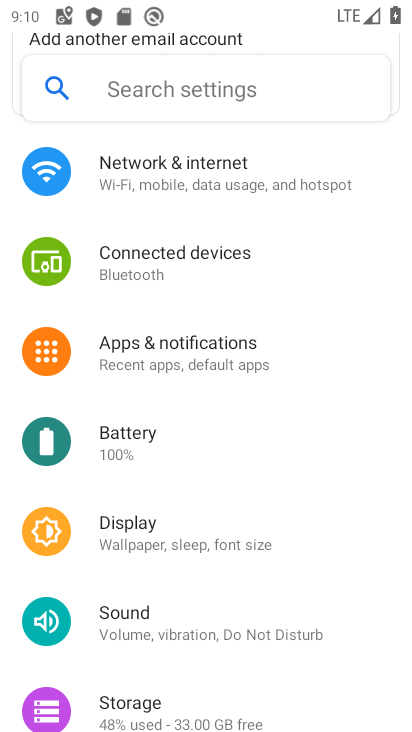 9:10
LTE
Add another email account
Search settings
Network & internet
Wi-Fi, mobile, data usage, and hotspot
Connected devices
Bluetooth
Apps & notifications
Recent apps, default apps
Battery
100%
Display
Wallpaper, sleep, font size
Sound
Volume, vibration, Do Not Disturb
Storage
48% used - 33.00 GB free